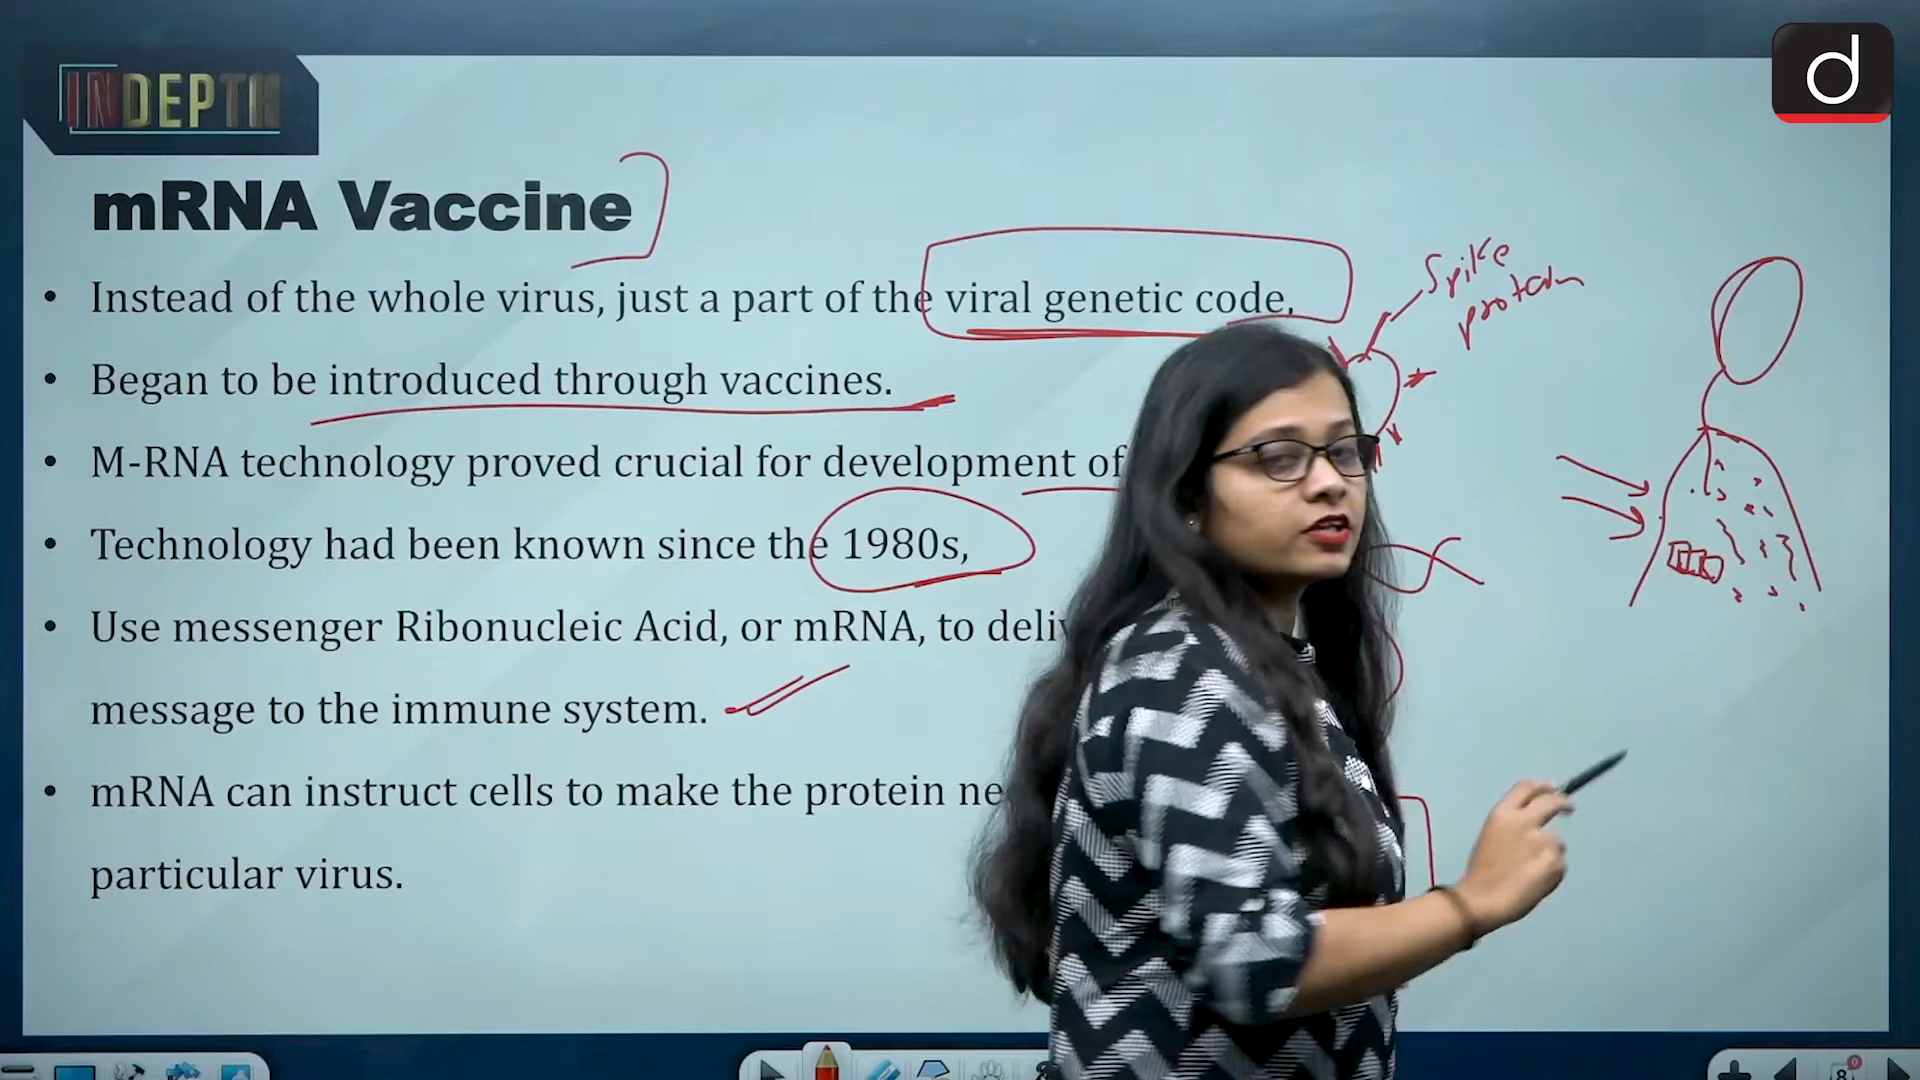 INDEPTH
d
mRNA Vaccine
• Instead of the whole virus, just a part of the viral genetic code,
Spike
protein
• Began to be introduced through vaccines.
• M-RNA technology proved crucial for development of
• Technology had been known since the 1980s,
• Use messenger Ribonucleic Acid, or mRNA, to
message to the immune system.
• mRNA can instruct cells to make the protein
particular virus.
8
0